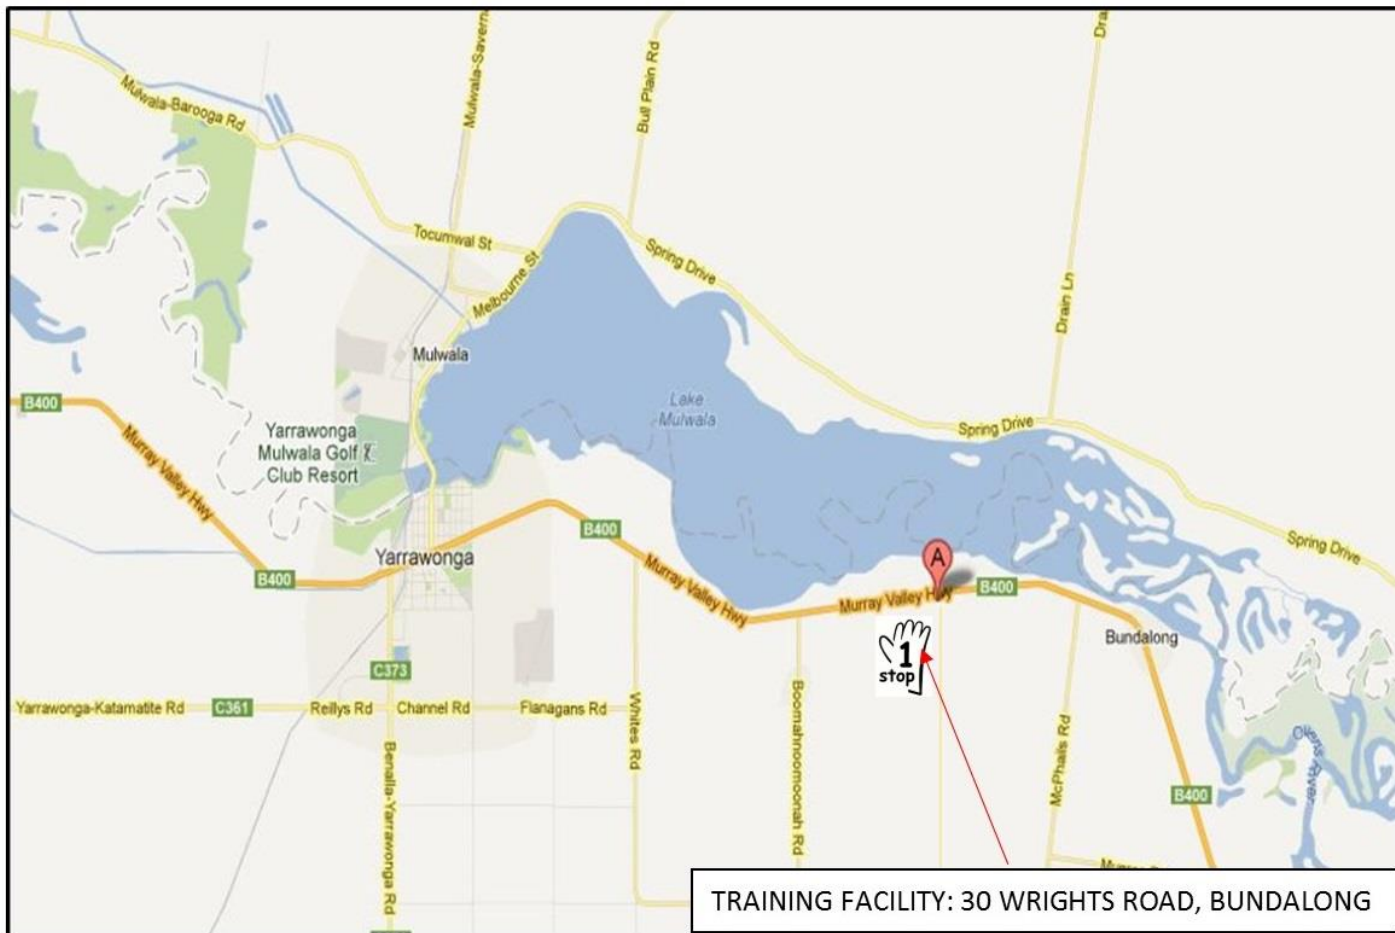 Mulwala-Barooga Rd
Mulwala-Savern
Bull Plain Rd
Dra
Tocumwal St
Melbourne St
Spring Drive
Drain Ln
Mulwala
Lake
Mulwala
B400
Murray Valley Hwy
Yarrawonga
Mulwala Golf
Club Resort
Spring Drive
Spring Drive
B400
Yarrawonga
B400
Murray Valley Hwy
A
Murray Valley Hwy
B400
Bundalong
1
stop
C373
Yarrawonga-Katamatite Rd
C361
Reillys Rd
Channel Rd
Flanagans Rd
Whites Rd
Boomahnoomoonah Rd
McPhails Rd
Ovens River
B400
Benalla-Yarrawonga Rd
TRAINING FACILITY: 30 WRIGHTS ROAD, BUNDALONG